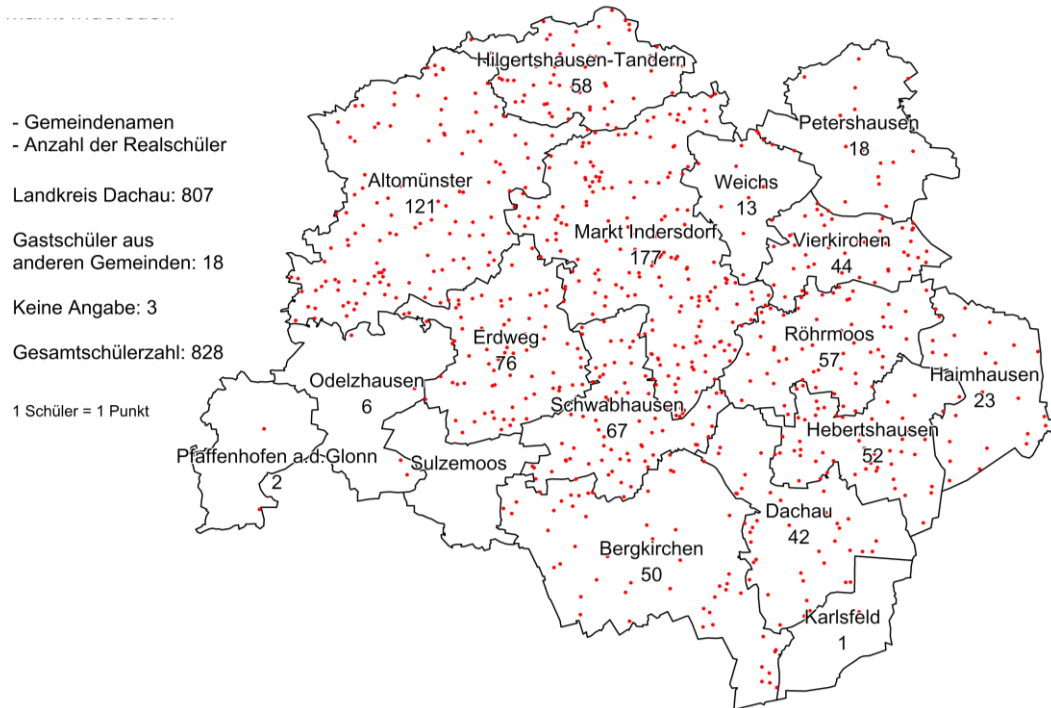 - Gemeindenamen
- Anzahl der Realschüler
Landkreis Dachau: 807
Gastschüler aus
anderen Gemeinden: 18
Keine Angabe: 3
Gesamtschülerzahl: 828
1 Schüler = 1 Punkt
Hilgertshausen-Tandern
58
Petershausen
18
Altomünster
121
Weichs
13
Markt Indersdorf
177
Vierkirchen
44
Erdweg
76
Röhrmoos
57
Haimhausen
23
Odelzhausen
6
Schwabhausen
67
Hebertshausen
52
Pfaffenhofen a.d.Glonn
2
Sulzemoos
Dachau
42
Bergkirchen
50
Karlsfeld
1